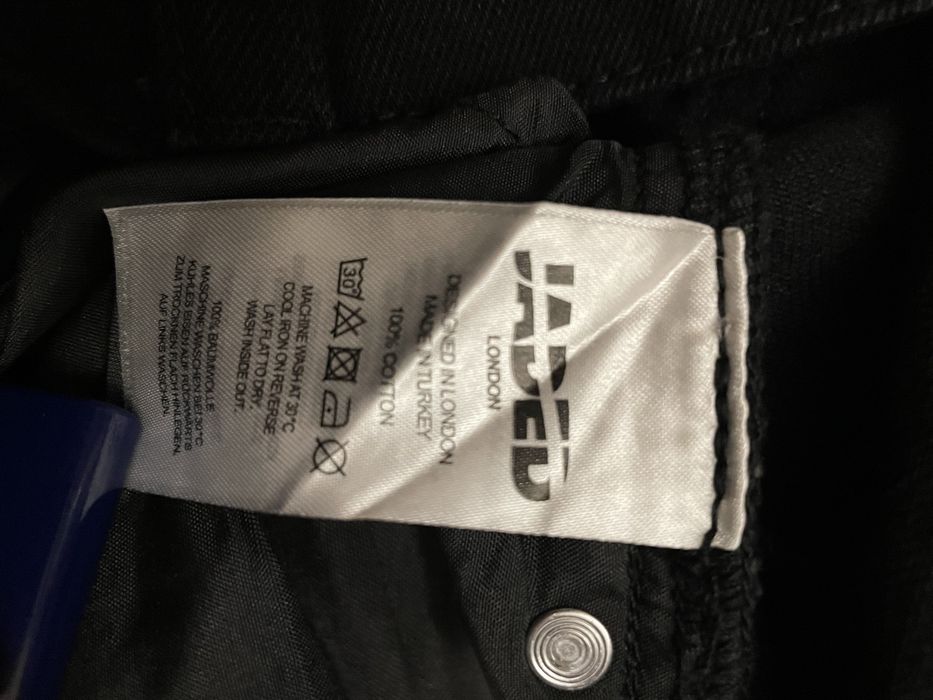 JADED
LONDON
DESIGNED IN LONDON
MADE IN TURKEY
100% COTTON
30°
MACHINE WASH AT 30°C
COOL IRON ON REVERSE
LAY FLAT TO DRY.
WASH INSIDE OUT.
100% BAUMWOLLE
MASCHINE WASCHEN BEI 30°C
KÜHLES EISEN AUF RÜCKWÄRTS
ZUM TROCKNEN FLACH HINLEGEN.
AUF LINKS WASCHEN.